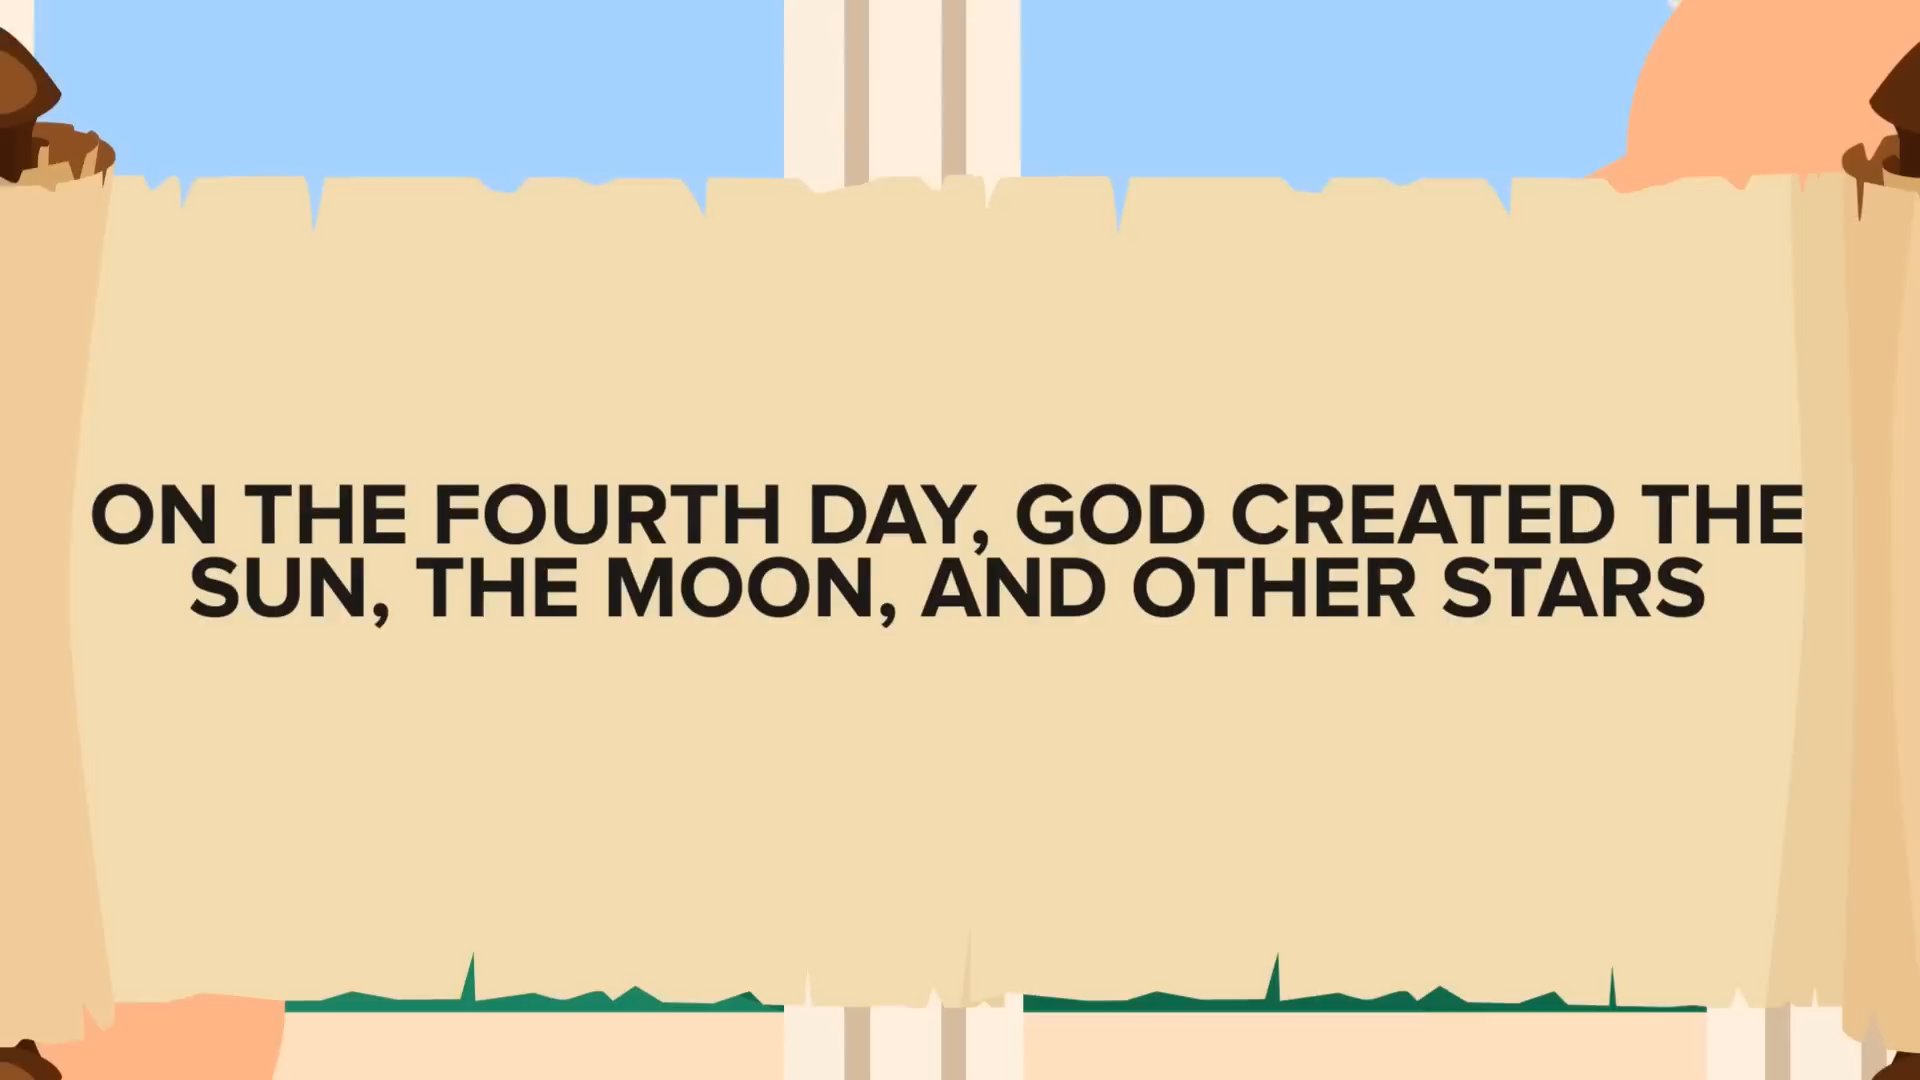 ON THE FOURTH DAY, GOD CREATED THE
SUN, THE MOON, AND OTHER STARS